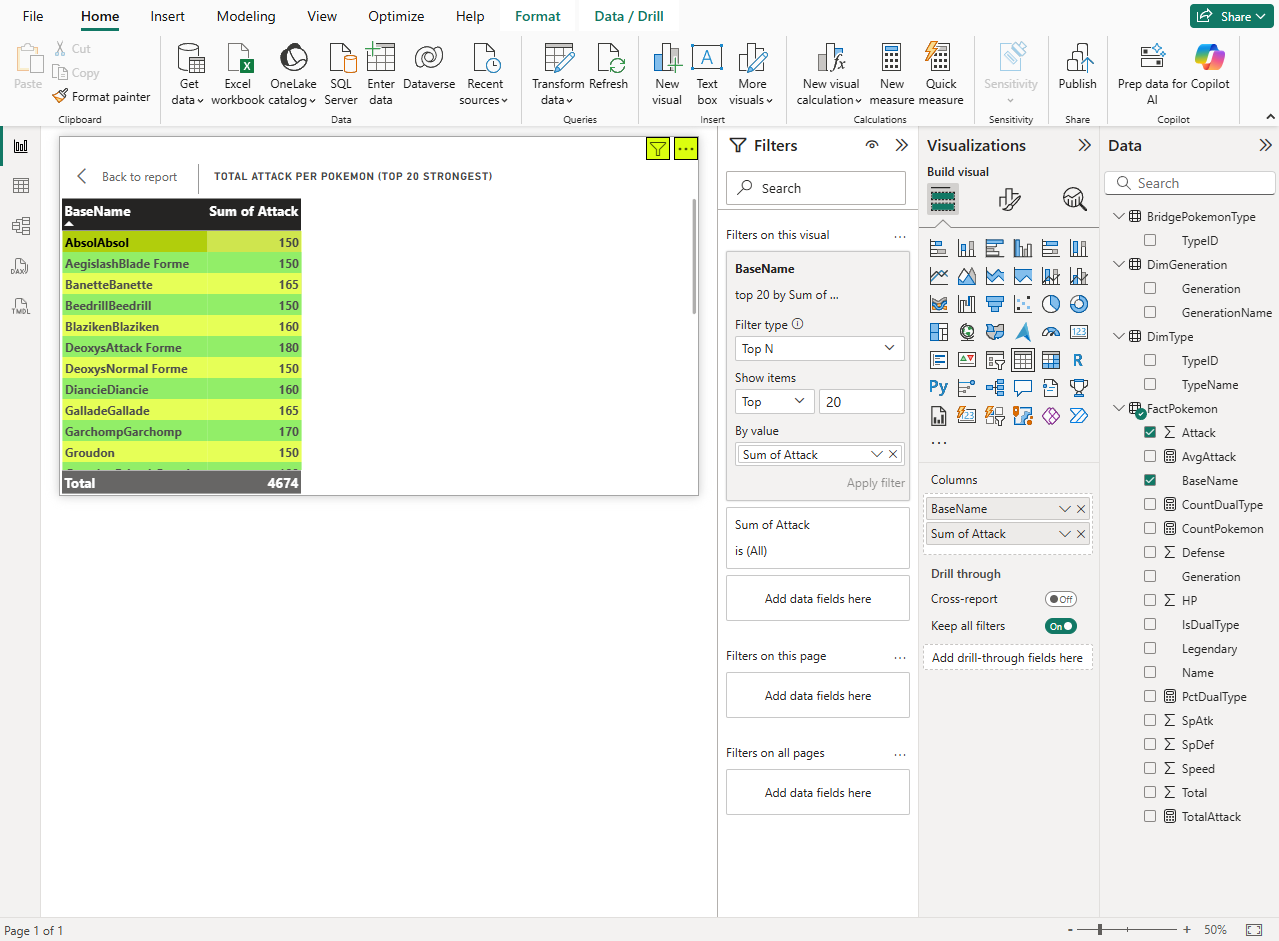 File Home Insert Modeling View Optimize Help Format Data / Drill Share
Paste
Cut
Copy
Format painter
Clipboard
Get data
Excel workbook
OneLake catalog
SQL Server
Enter data
Dataverse
Recent sources
Data
Transform data
Refresh
Queries
New visual
Text box
More visuals
Insert
New visual calculation
New measure
Quick measure
Calculations
Sensitivity
Sensitivity
Publish
Share
Prep data for AI
Copilot
Copilot
DAX
TMDL
Back to report
TOTAL ATTACK PER POKEMON (TOP 20 STRONGEST)
BaseName Sum of Attack
AbsolAbsol 150
AegislashBlade Forme 150
BanetteBanette 165
BeedrillBeedrill 150
BlazikenBlaziken 160
DeoxysAttack Forme 180
DeoxysNormal Forme 150
DiancieDiancie 160
GalladeGallade 165
GarchompGarchomp 170
Groudon 150
Total 4674
Filters
Search
Filters on this visual ...
BaseName
top 20 by Sum of ...
Filter type
Top N
Show items
Top 20
By value
Sum of Attack
Apply filter
Sum of Attack
is (All)
Add data fields here
Filters on this page ...
Add data fields here
Filters on all pages ...
Add data fields here
Visualizations
Build visual
123
R
Py
123
...
Columns
BaseName
Sum of Attack
Drill through
Cross-report Off
Keep all filters On
Add drill-through fields here
Data
Search
BridgePokemonType
TypeID
DimGeneration
Generation
GenerationName
DimType
TypeID
TypeName
FactPokemon
Attack
AvgAttack
BaseName
CountDualType
CountPokemon
Defense
Generation
HP
IsDualType
Legendary
Name
PctDualType
SpAtk
SpDef
Speed
Total
TotalAttack
Page 1 of 1
- + 50%